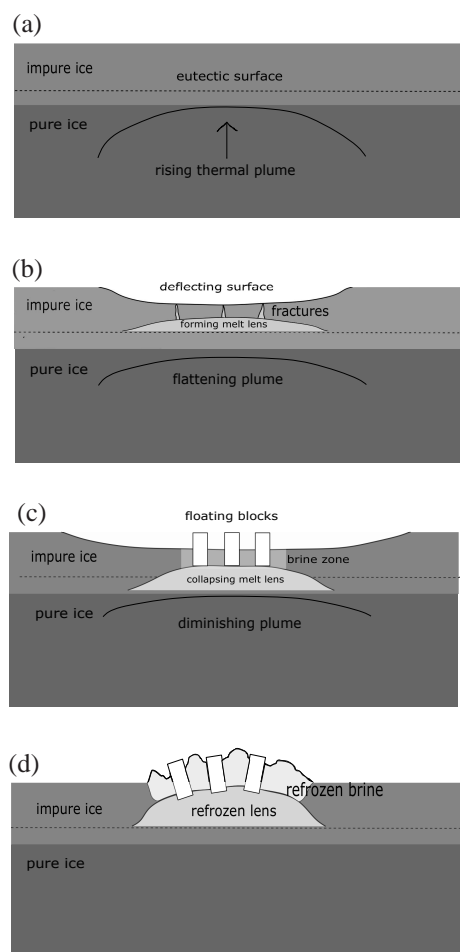 (a)
impure ice
eutectic surface
pure ice
rising thermal plume
(b)
deflecting surface
impure ice
fractures
forming melt lens
pure ice
flattening plume
(c)
floating blocks
impure ice
brine zone
collapsing melt lens
pure ice
diminishing plume
(d)
refrozen brine
impure ice
refrozen lens
pure ice